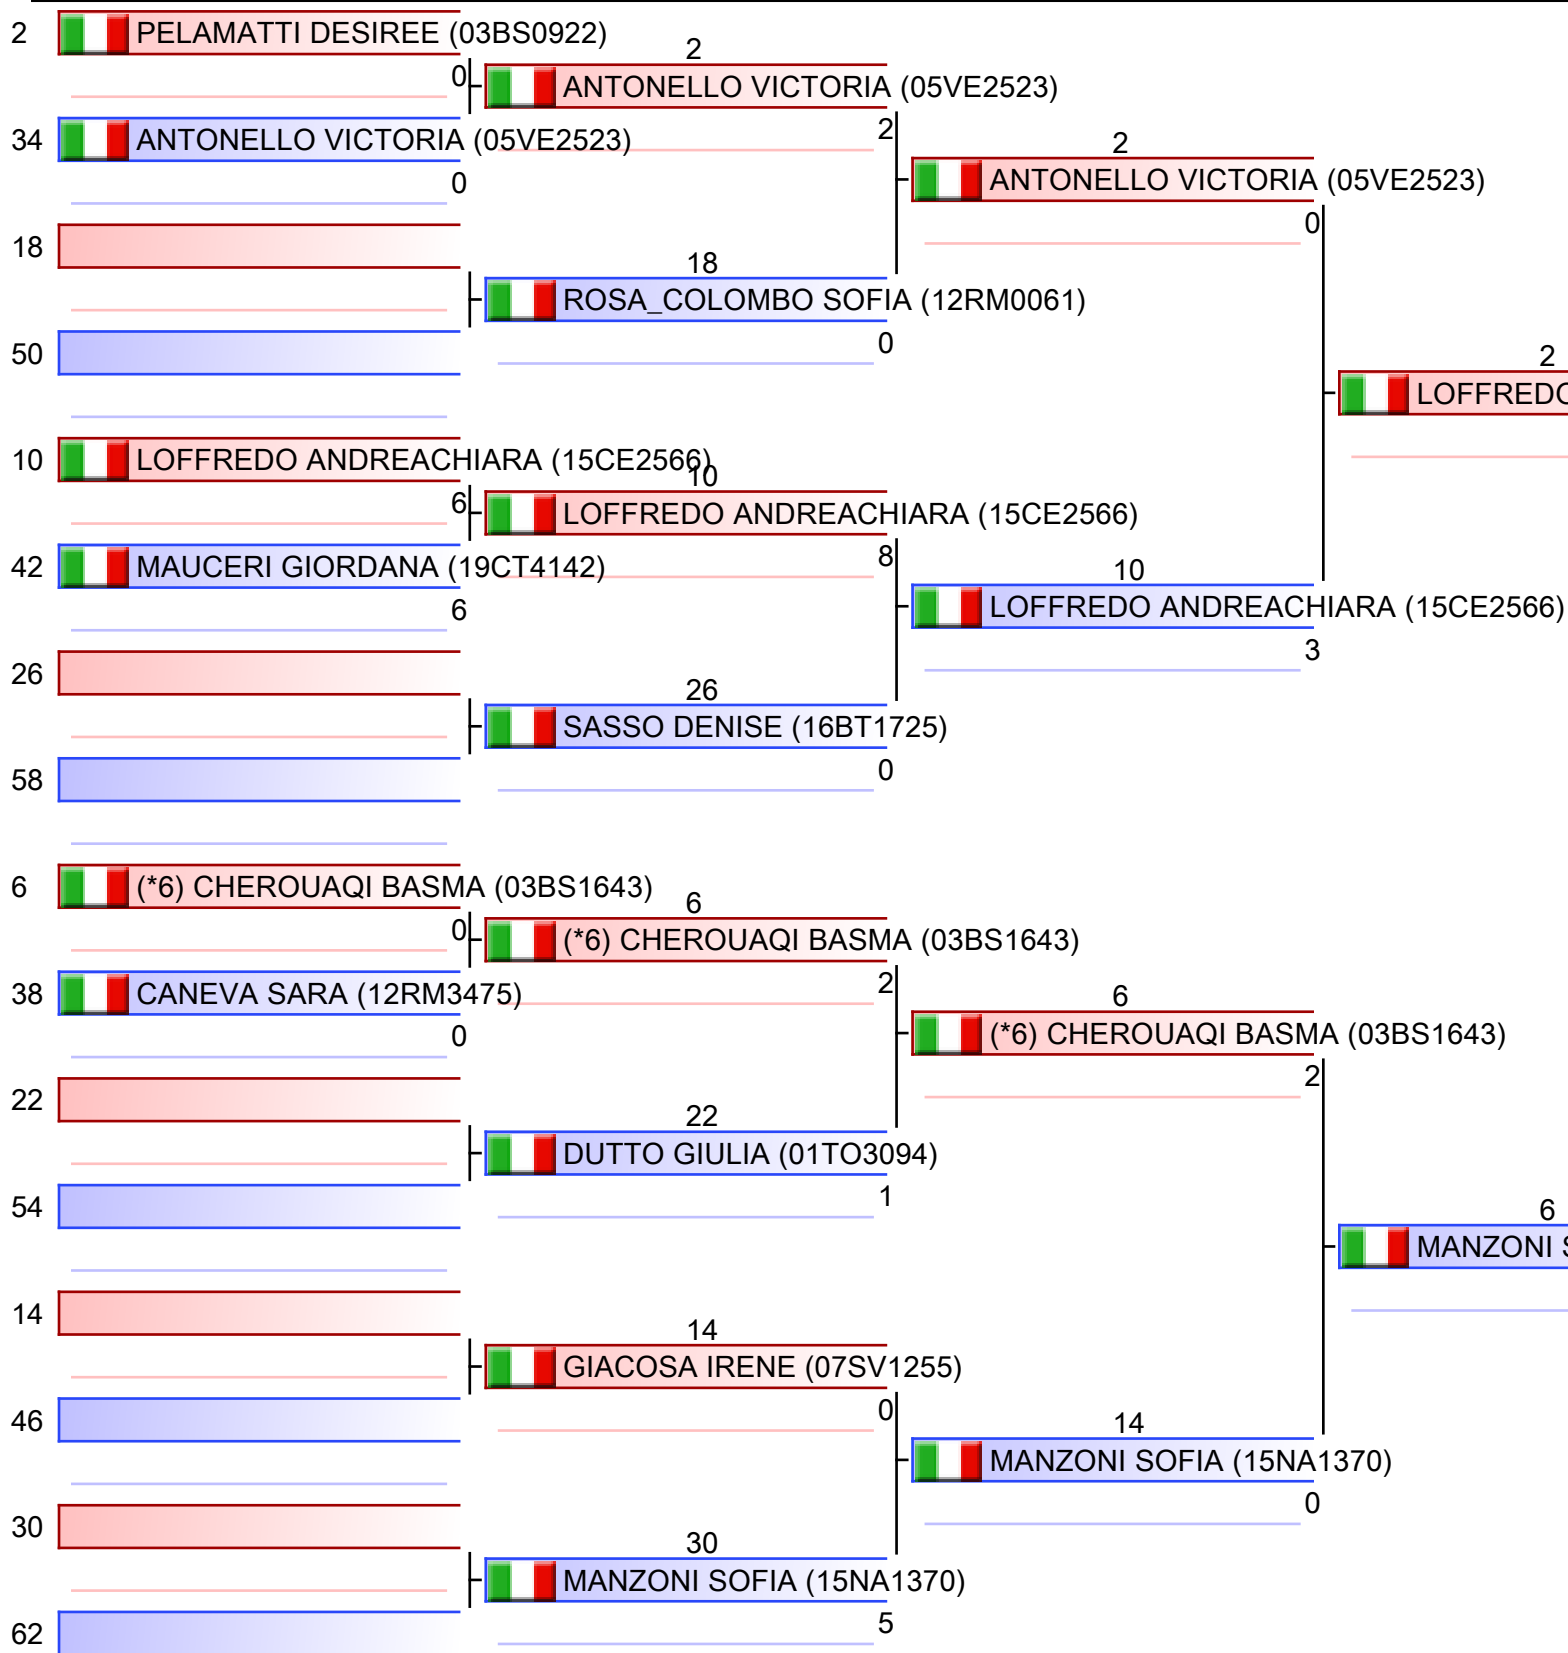 2 PELAMATTI DESIREE (03BS0922)
2
0 ANTONELLO VICTORIA (05VE2523)
34 ANTONELLO VICTORIA (05VE2523)
2
2
0
ANTONELLO VICTORIA (05VE2523)
0
18
18
ROSA_COLOMBO SOFIA (12RM0061)
0
50
2
LOFFREDO
10 LOFFREDO ANDREACHIARA (15CE2566)
10
6 LOFFREDO ANDREACHIARA (15CE2566)
42 MAUCERI GIORDANA (19CT4142)
8
10
6
LOFFREDO ANDREACHIARA (15CE2566)
3
26
26
SASSO DENISE (16BT1725)
0
58
6 (*6) CHEROUAQI BASMA (03BS1643)
6
0 (*6) CHEROUAQI BASMA (03BS1643)
38 CANEVA SARA (12RM3475)
2
6
0
(*6) CHEROUAQI BASMA (03BS1643)
2
22
22
DUTTO GIULIA (01TO3094)
1
54
6
MANZONI
14
14
GIACOSA IRENE (07SV1255)
0
46
14
MANZONI SOFIA (15NA1370)
0
30
30
MANZONI SOFIA (15NA1370)
5
62